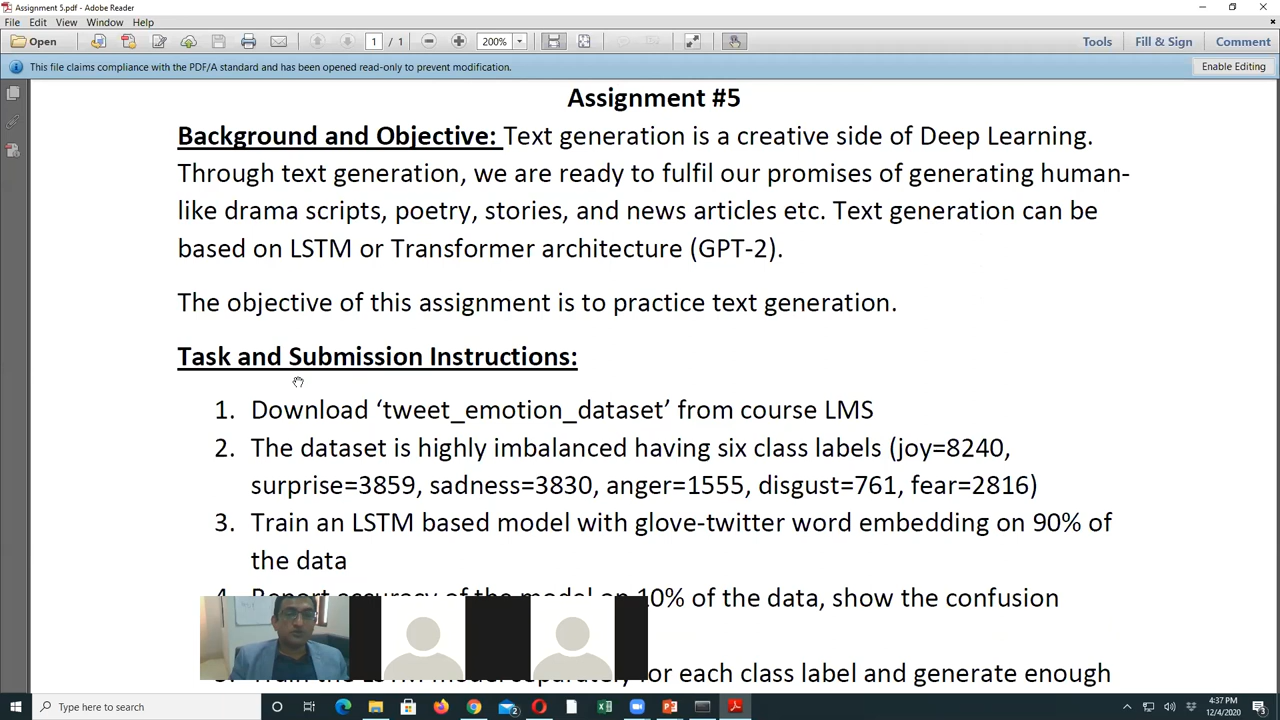 Assignment 5.pdf - Adobe Reader
File Edit View Window Help
Open 1 / 1 200% Tools Fill & Sign Comment
This file claims compliance with the PDF/A standard and has been opened read-only to prevent modification. Enable Editing
Assignment #5
Background and Objective: Text generation is a creative side of Deep Learning.
Through text generation, we are ready to fulfil our promises of generating human-
like drama scripts, poetry, stories, and news articles etc. Text generation can be
based on LSTM or Transformer architecture (GPT-2).
The objective of this assignment is to practice text generation.
Task and Submission Instructions:
1. Download ‘tweet_emotion_dataset’ from course LMS
2. The dataset is highly imbalanced having six class labels (joy=8240,
surprise=3859, sadness=3830, anger=1555, disgust=761, fear=2816)
3. Train an LSTM based model with glove-twitter word embedding on 90% of
the data
4. Report accuracy of the model on 10% of the data, show the confusion
for each class label and generate enough
Type here to search
4:37 PM
12/4/2020